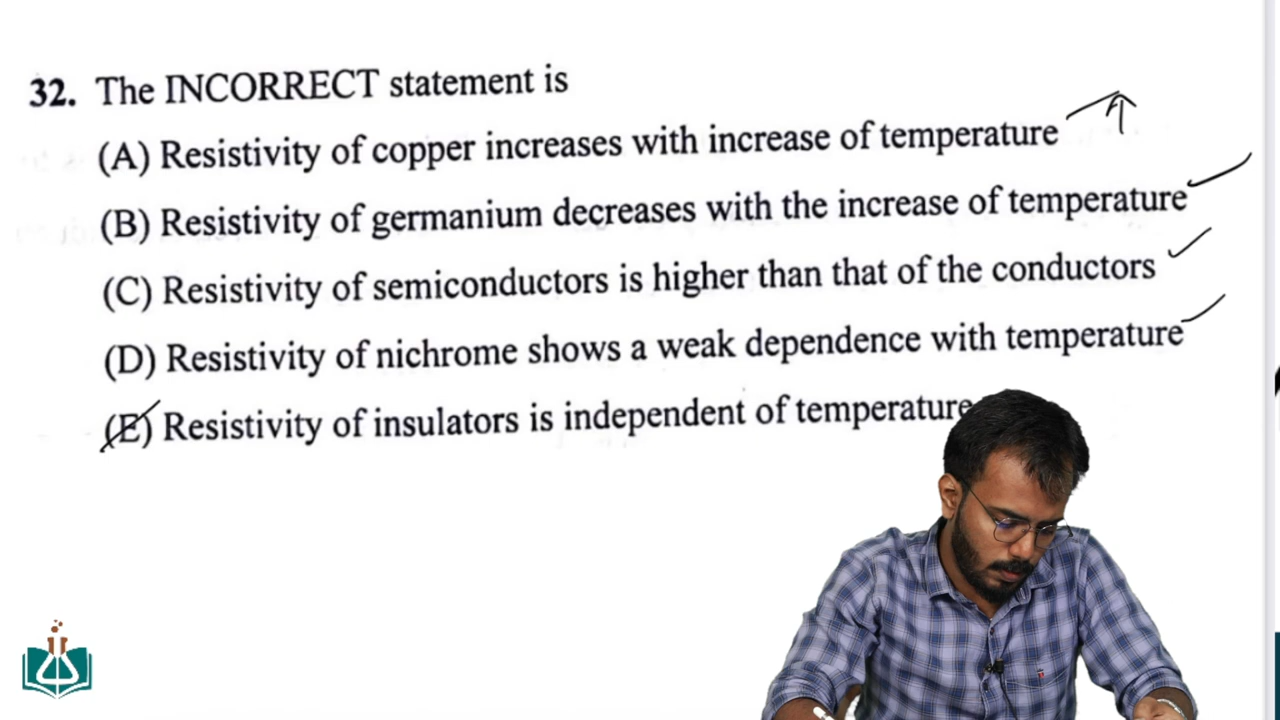 32. The INCORRECT statement is
(A) Resistivity of copper increases with increase of temperature
(B) Resistivity of germanium decreases with the increase of temperature
(C) Resistivity of semiconductors is higher than that of the conductors
(D) Resistivity of nichrome shows a weak dependence with temperature
(E) Resistivity of insulators is independent of temperature